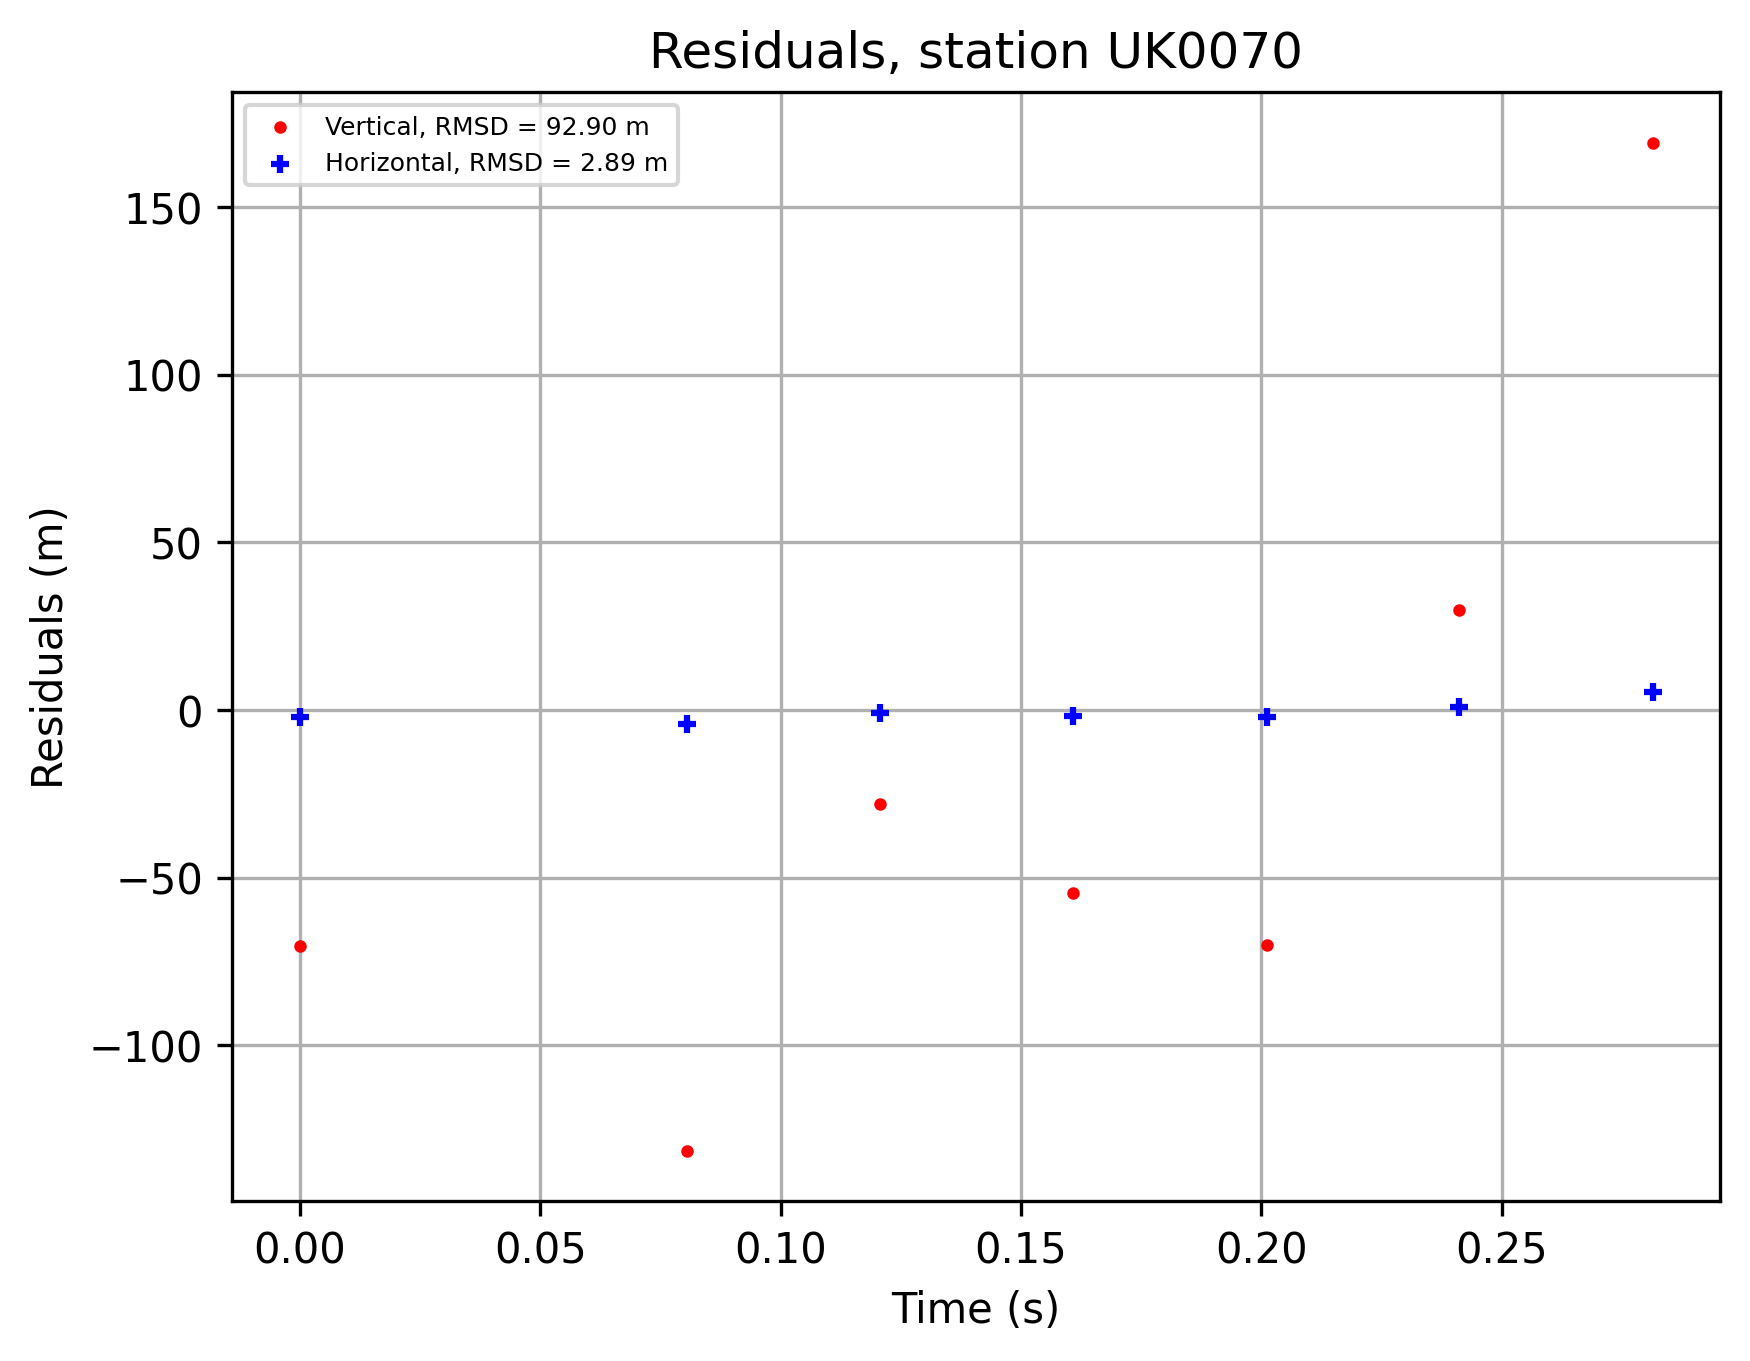 Residuals, station UK0070
Vertical, RMSD = 92.90 m
Horizontal, RMSD = 2.89 m
150
100
50
0
−50
−100
Residuals (m)
0.00 0.05 0.10 0.15 0.20 0.25
Time (s)